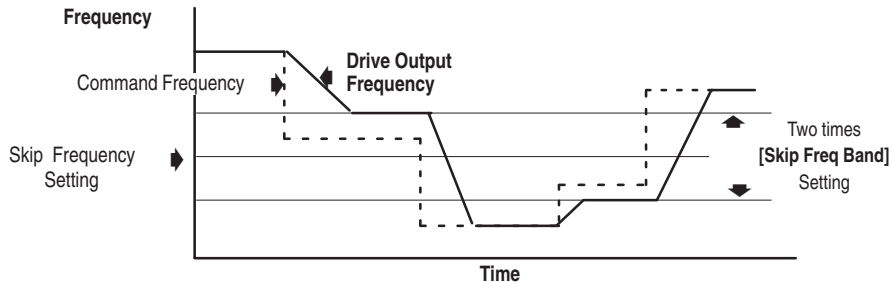 Frequency
Drive Output
Frequency
Command Frequency
Skip Frequency
Setting
Two times
[Skip Freq Band]
Setting
Time